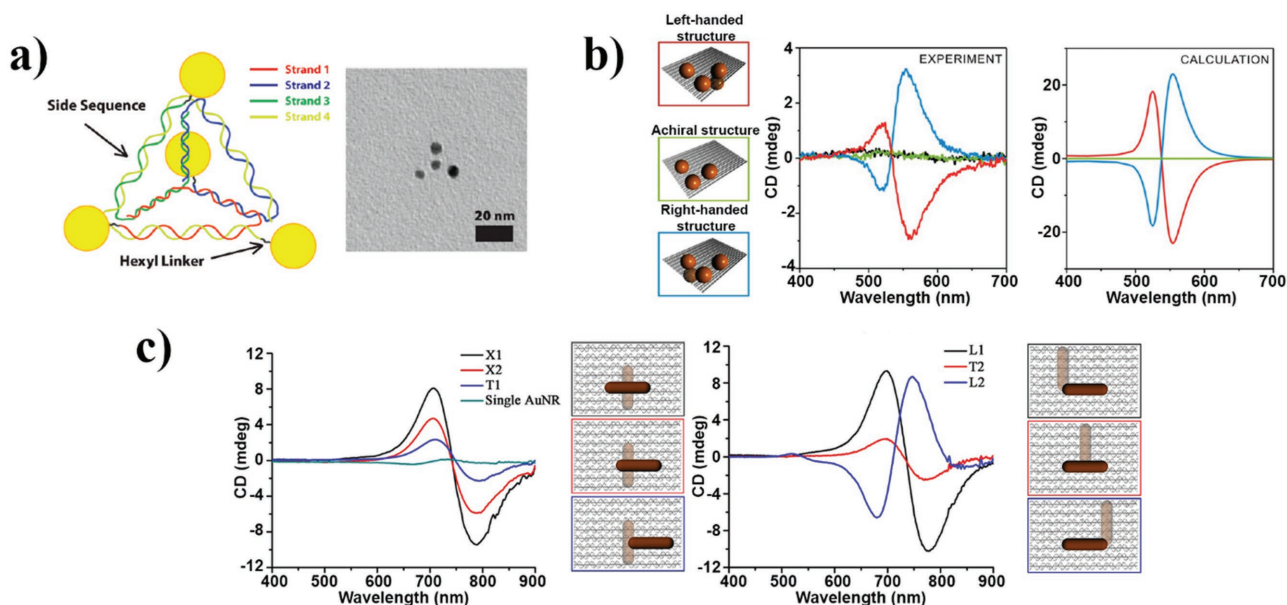 a)
Side Sequence
Strand 1
Strand 2
Strand 3
Strand 4
Hexyl Linker
20 nm
b)
Left-handed
structure
Achiral structure
Right-handed
structure
EXPERIMENT
CD (mdeg)
4
2
0
-2
-4
400 500 600 700
Wavelength (nm)
CALCULATION
CD (mdeg)
20
0
-20
400 500 600 700
Wavelength (nm)
c)
CD (mdeg)
12
8
4
0
-4
-8
-12
X1
X2
T1
Single AuNR
400 500 600 700 800 900
Wavelength (nm)
CD (mdeg)
12
8
4
0
-4
-8
-12
L1
T2
L2
400 500 600 700 800 900
Wavelength (nm)